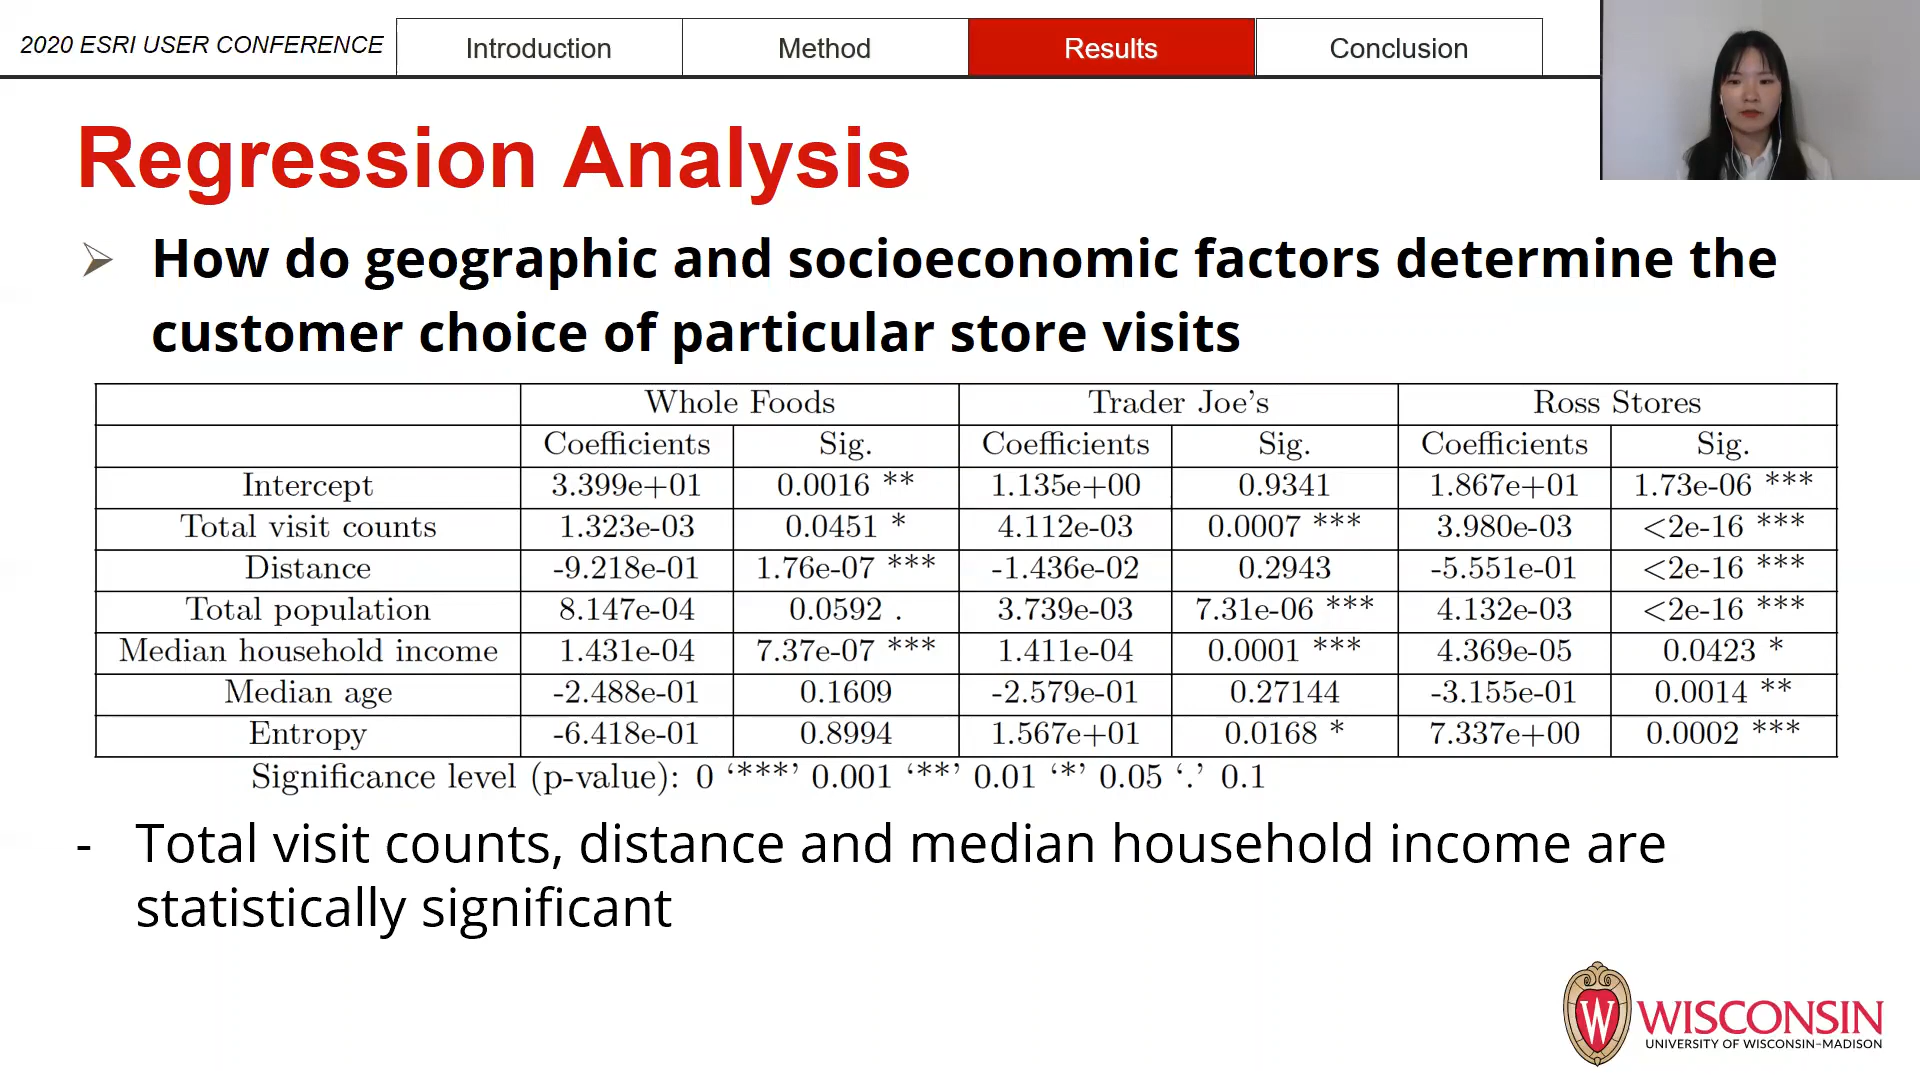 2020 ESRI USER CONFERENCE
Introduction
Method
Results
Conclusion
Regression Analysis
➢ How do geographic and socioeconomic factors determine the
customer choice of particular store visits
Whole Foods Trader Joe's Ross Stores
Coefficients Sig. Coefficients Sig. Coefficients Sig.
Intercept 3.399e+01 0.0016 ** 1.135e+00 0.9341 1.867e+01 1.73e-06 ***
Total visit counts 1.323e-03 0.0451 * 4.112e-03 0.0007 *** 3.980e-03 <2e-16 ***
Distance -9.218e-01 1.76e-07 *** -1.436e-02 0.2943 -5.551e-01 <2e-16 ***
Total population 8.147e-04 0.0592 . 3.739e-03 7.31e-06 *** 4.132e-03 <2e-16 ***
Median household income 1.431e-04 7.37e-07 *** 1.411e-04 0.0001 *** 4.369e-05 0.0423 *
Median age -2.488e-01 0.1609 -2.579e-01 0.27144 -3.155e-01 0.0014 **
Entropy -6.418e-01 0.8994 1.567e+01 0.0168 * 7.337e+00 0.0002 ***
Significance level (p-value): 0 '***' 0.001 '**' 0.01 '*' 0.05 '.' 0.1
- Total visit counts, distance and median household income are
statistically significant
W
WISCONSIN
UNIVERSITY OF WISCONSIN–MADISON